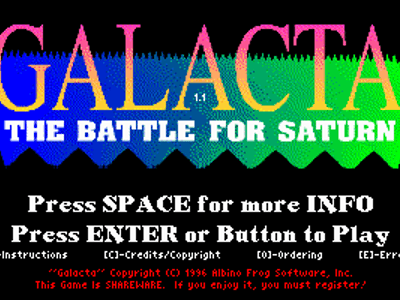 GALACTA
1.1
THE BATTLE FOR SATURN
Press SPACE for more INFO
Press ENTER or Button to Play
-Instructions [C]-Credits/Copyright [O]-Ordering [E]-Erro
~~Galacta~~ Copyright (C) 1996 Albino Frog Software, Inc.
This Game is SHAREWARE. If you enjoy it, you must register!